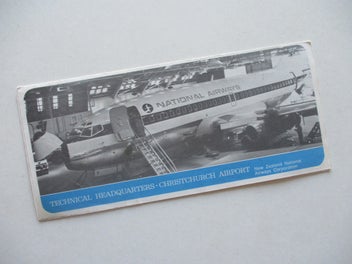 NATIONAL AIRWAYS
TECHNICAL HEADQUARTERS - CHRISTCHURCH AIRPORT
New Zealand National
Airways Corporation